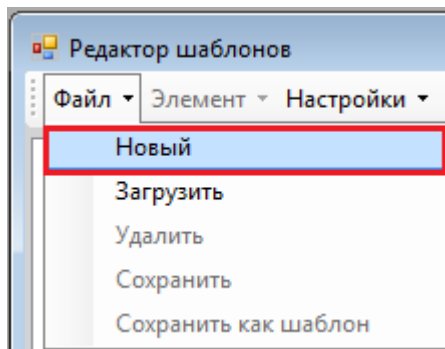 Редактор шаблонов
Файл Элемент Настройки
Новый
Загрузить
Удалить
Сохранить
Сохранить как шаблон